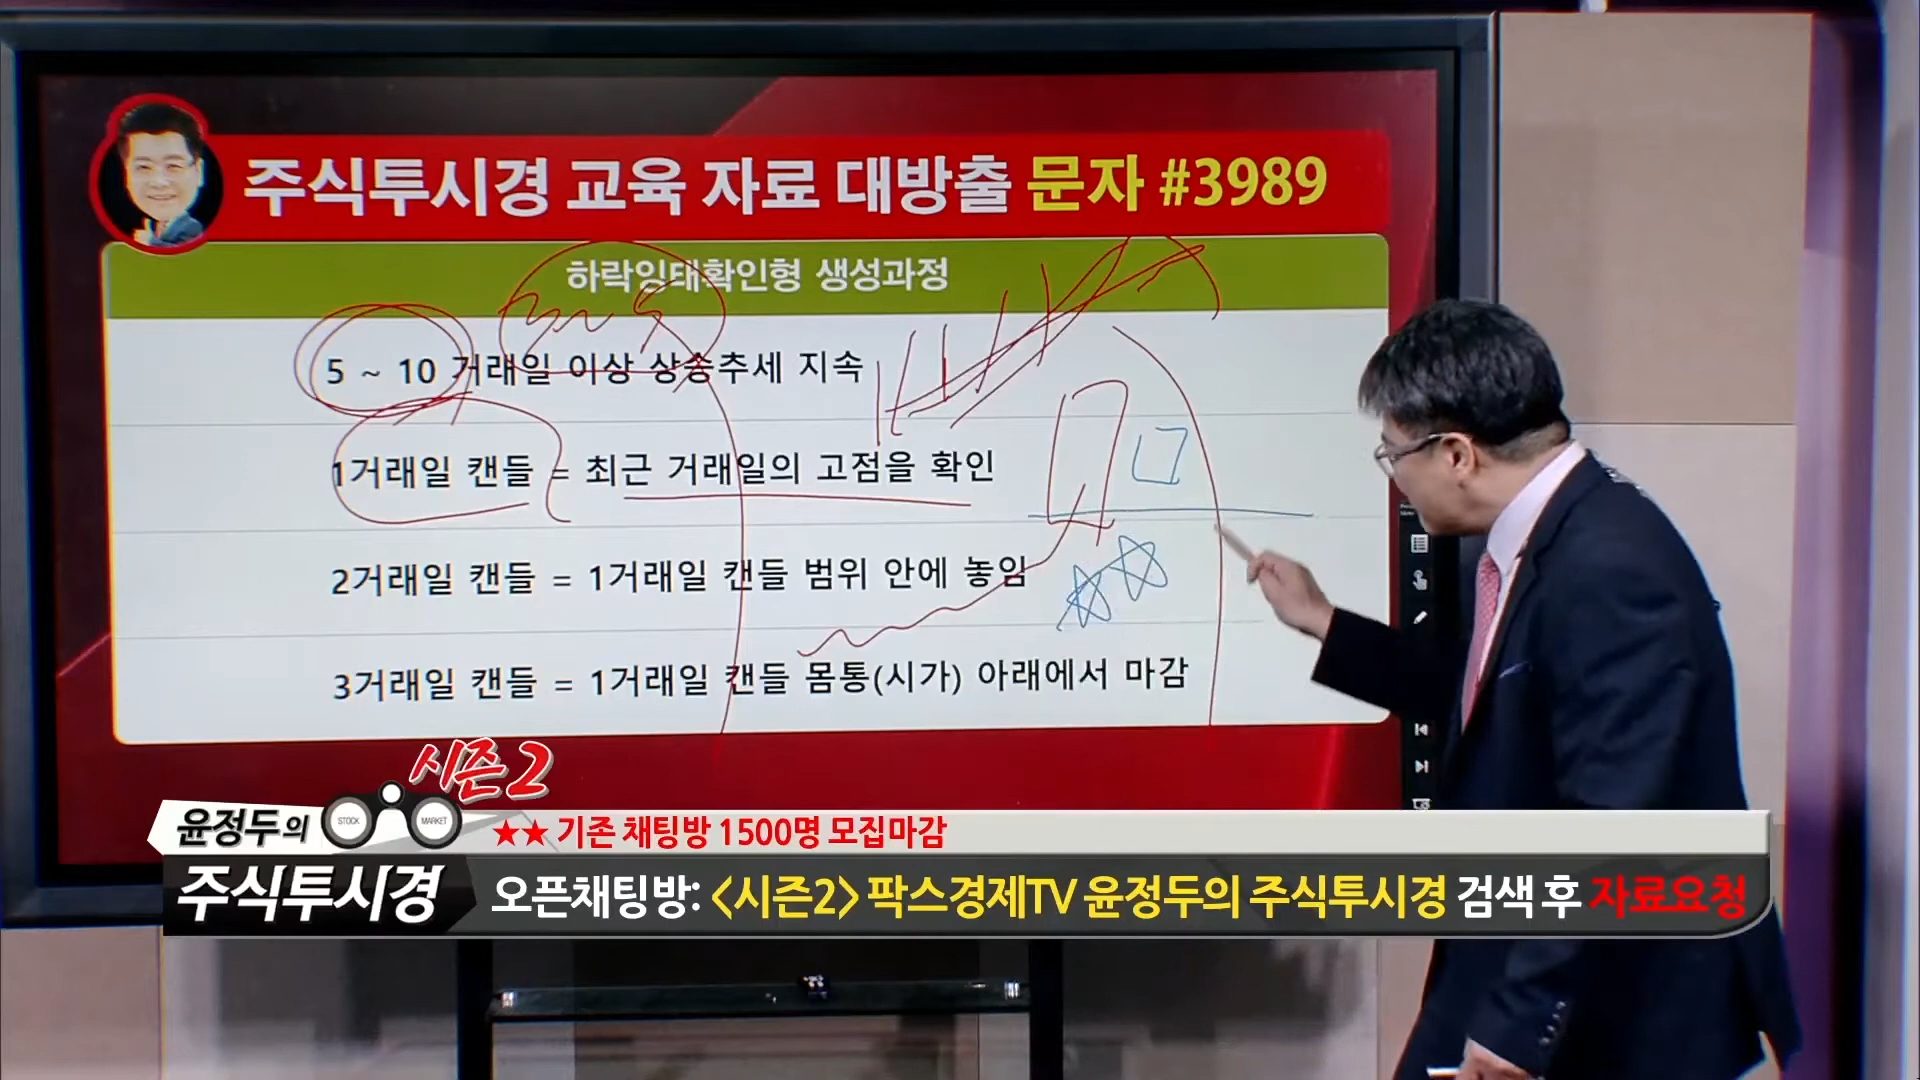 주식투시경 교육 자료 대방출 문자 #3989
하락잉태확인형 생성과정
5 ~ 10 거래일 이상 상승추세 지속
1거래일 캔들 = 최근 거래일의 고점을 확인
2거래일 캔들 = 1거래일 캔들 범위 안에 놓임
3거래일 캔들 = 1거래일 캔들 몸통(시가) 아래에서 마감
시즌2
윤정두의
STOCK MARKET
주식투시경
★★ 기존 채팅방 1500명 모집마감
오픈채팅방: <시즌2> 팍스경제TV 윤정두의 주식투시경 검색 후 자료요청